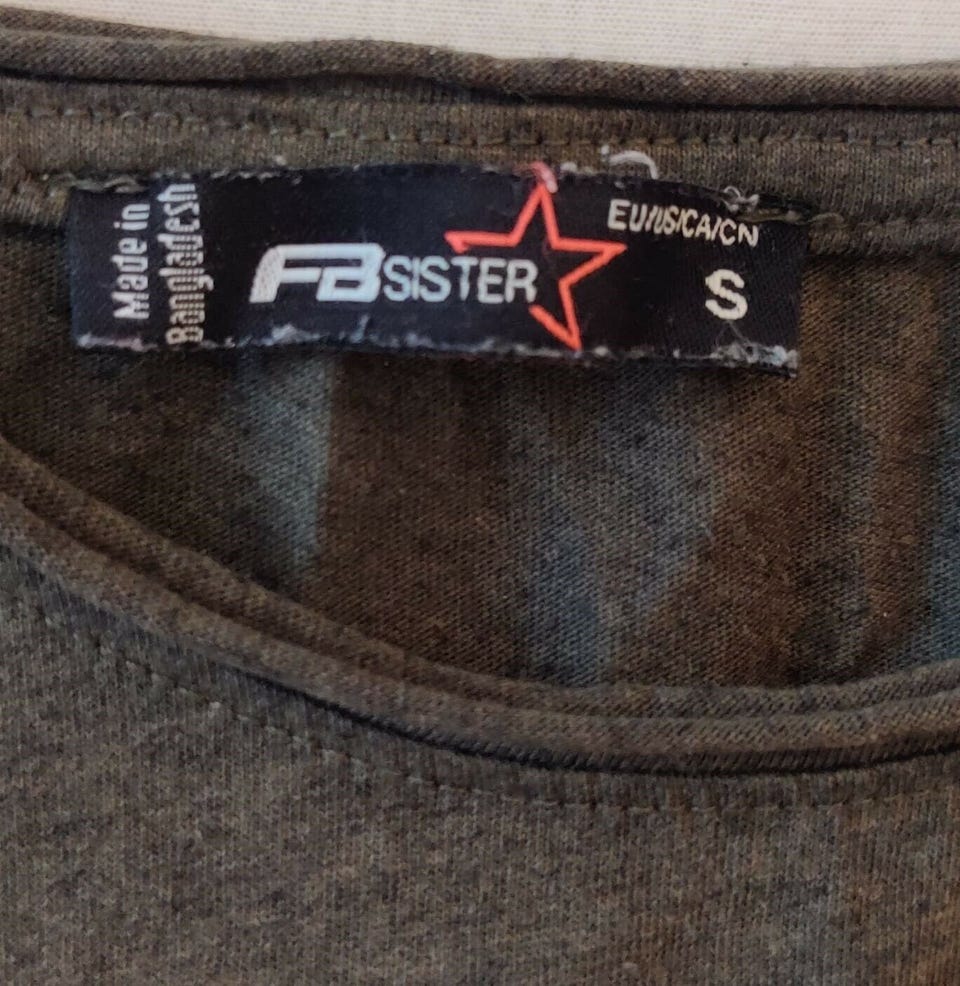 Made in
Bangladesh
FB SISTER
EU/US/CA/CN
S